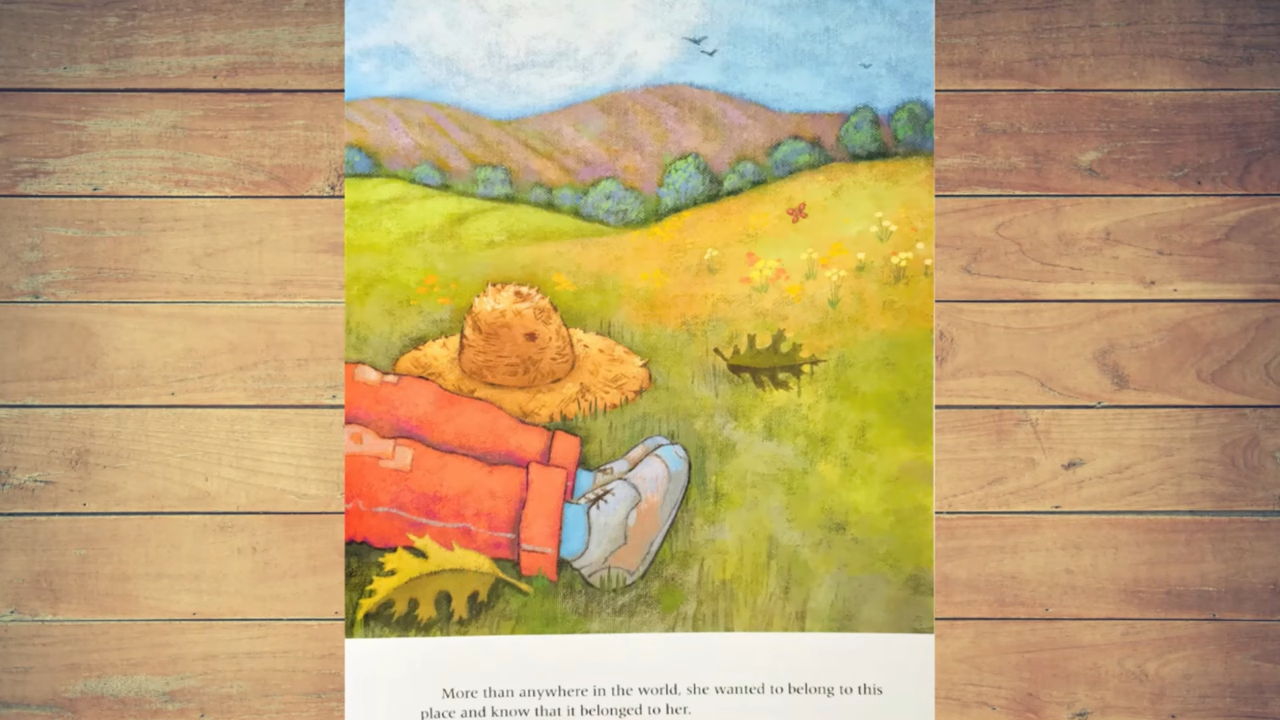 More than anywhere in the world, she wanted to belong to this
place and know that it belonged to her.